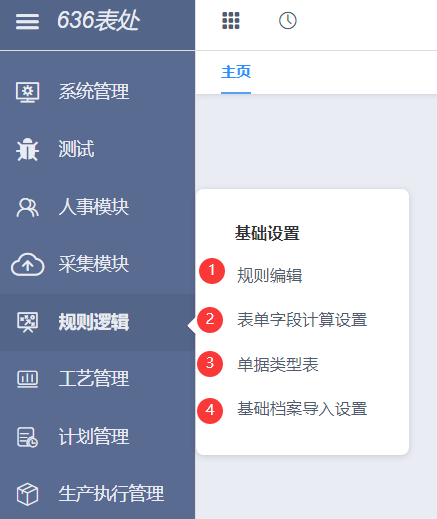 636表处
主页
系统管理
测试
人事模块
采集模块
规则逻辑
工艺管理
计划管理
生产执行管理
基础设置
1 规则编辑
2 表单字段计算设置
3 单据类型表
4 基础档案导入设置